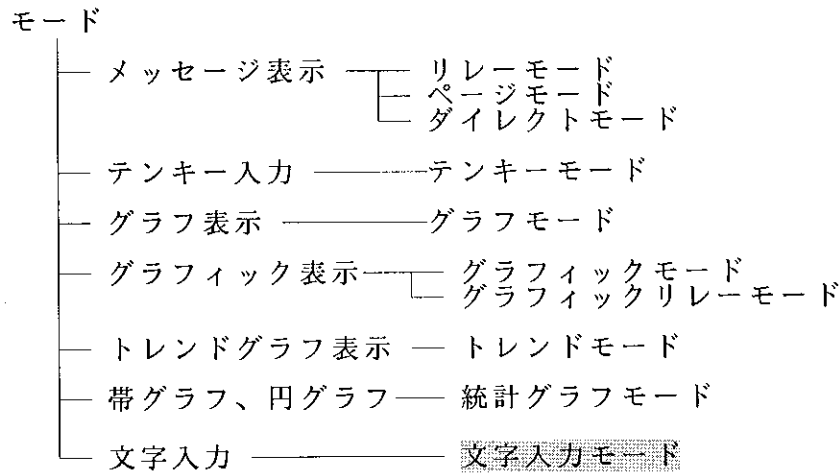 モード
メッセージ表示 リレーモード
ページモード
ダイレクトモード
テンキー入力 テンキーモード
グラフ表示 グラフモード
グラフィック表示 グラフィックモード
グラフィックリレーモード
トレンドグラフ表示 トレンドモード
帯グラフ、円グラフ 統計グラフモード
文字入力 文字入力モード